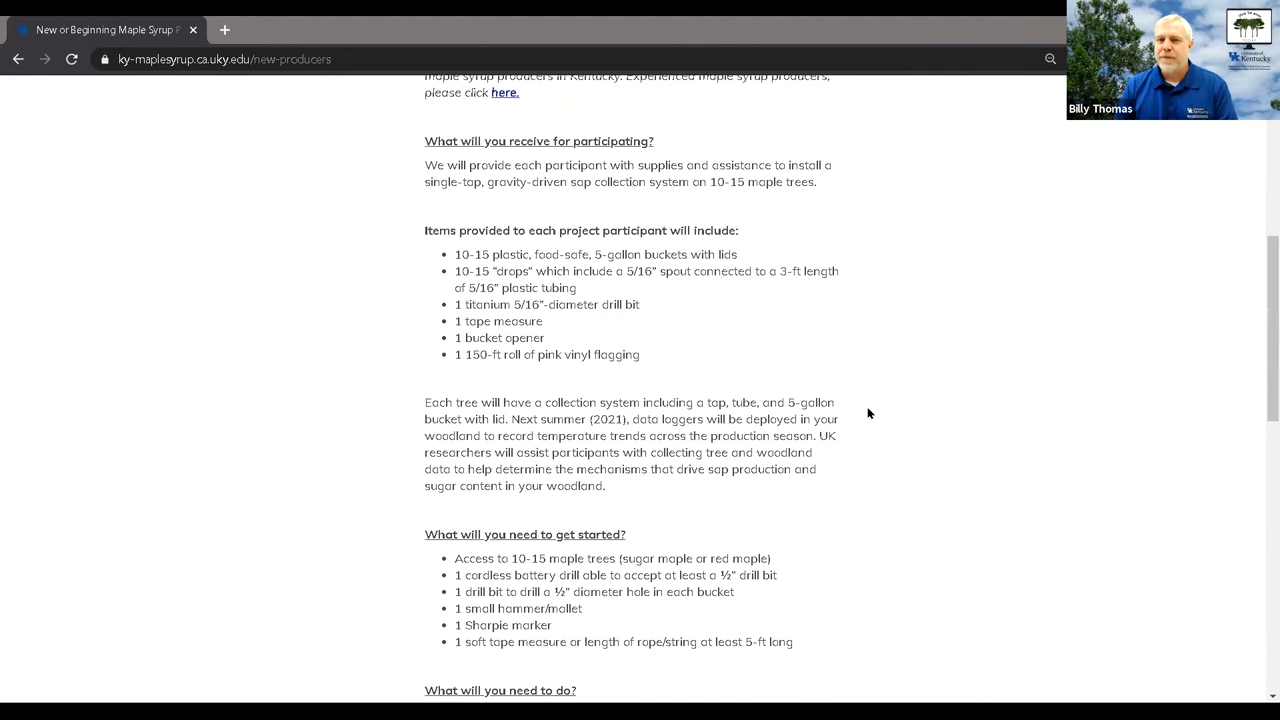 New or Beginning Maple Syrup P
ky-maplesyrup.ca.uky.edu/new-producers
Billy Thomas
University of
Kentucky
maple syrup producers in Kentucky. Experienced maple syrup producers,
please click here.
What will you receive for participating?
We will provide each participant with supplies and assistance to install a
single-tap, gravity-driven sap collection system on 10-15 maple trees.
Items provided to each project participant will include:
• 10-15 plastic, food-safe, 5-gallon buckets with lids
• 10-15 "drops" which include a 5/16" spout connected to a 3-ft length
of 5/16" plastic tubing
• 1 titanium 5/16"-diameter drill bit
• 1 tape measure
• 1 bucket opener
• 1 150-ft roll of pink vinyl flagging
Each tree will have a collection system including a tap, tube, and 5-gallon
bucket with lid. Next summer (2021), data loggers will be deployed in your
woodland to record temperature trends across the production season. UK
researchers will assist participants with collecting tree and woodland
data to help determine the mechanisms that drive sap production and
sugar content in your woodland.
What will you need to get started?
• Access to 10-15 maple trees (sugar maple or red maple)
• 1 cordless battery drill able to accept at least a ½" drill bit
• 1 drill bit to drill a ½" diameter hole in each bucket
• 1 small hammer/mallet
• 1 Sharpie marker
• 1 soft tape measure or length of rope/string at least 5-ft long
What will you need to do?